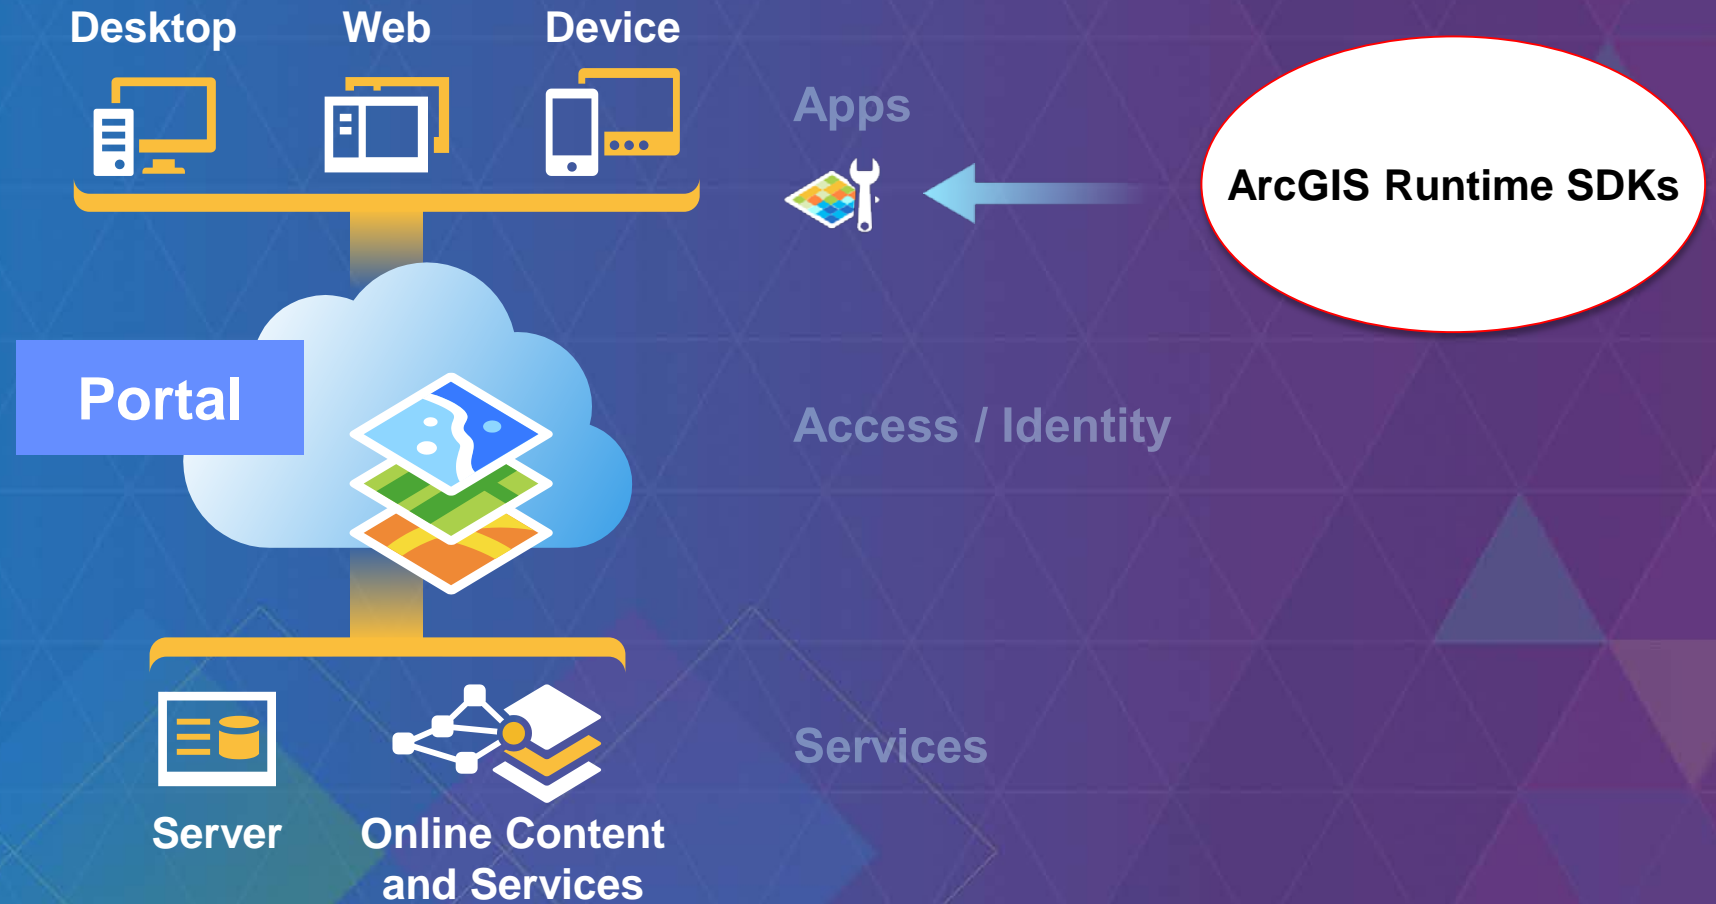 Desktop
Web
Device
Apps
ArcGIS Runtime SDKs
Portal
Access / Identity
Services
Server
Online Content
and Services